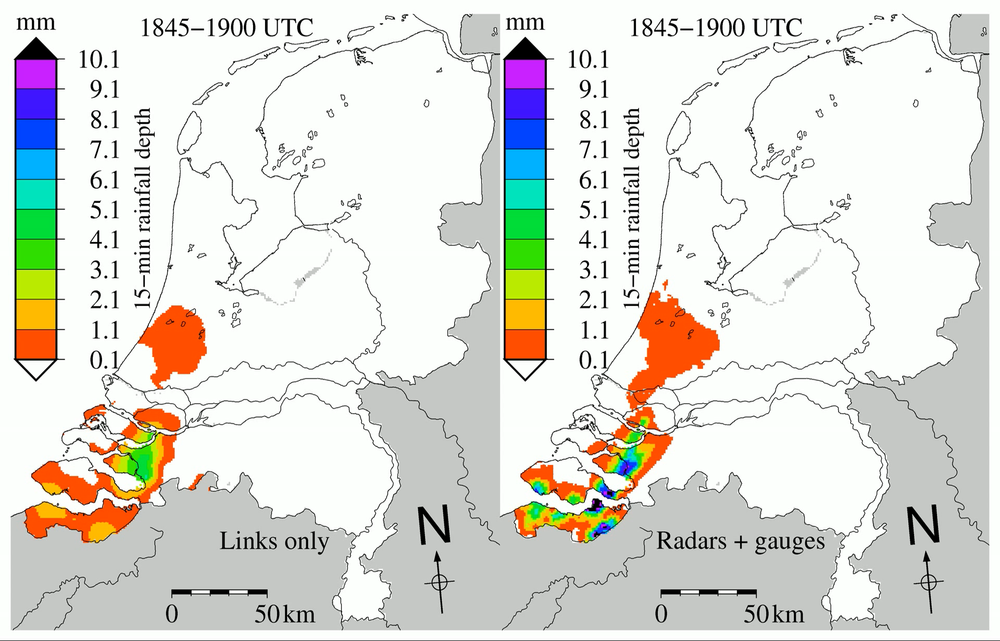 mm
1845–1900 UTC
10.1
9.1
8.1
7.1
6.1
5.1
4.1
3.1
2.1
1.1
0.1
15–min rainfall depth
Links only
N
0 50 km
mm
1845–1900 UTC
10.1
9.1
8.1
7.1
6.1
5.1
4.1
3.1
2.1
1.1
0.1
15–min rainfall depth
Radars + gauges
N
0 50 km